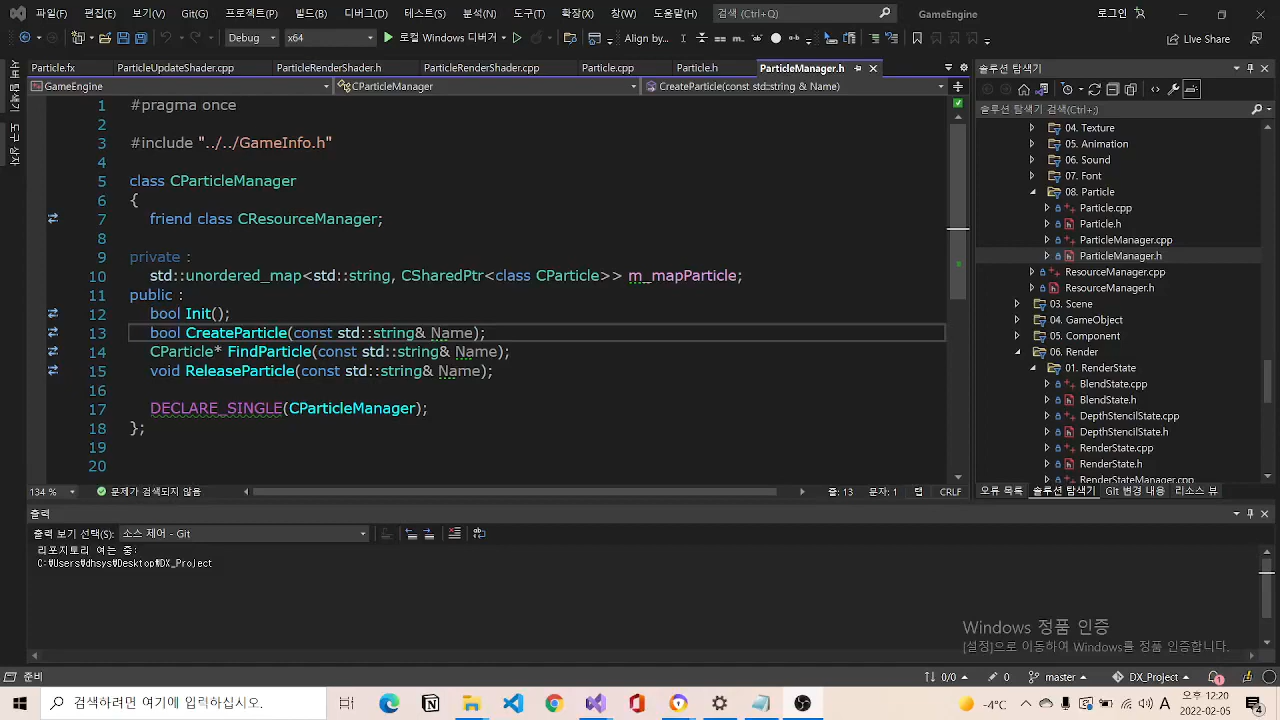 파일(F) 편집(E) 보기(V) Git(G) 프로젝트(P) 빌드(B) 디버그(D) 테스트(S) 분석(N) 도구(T) 확장(X) 창(W) 도움말(H) 검색 (Ctrl+Q) GameEngine 로그인
Debug x64 로컬 Windows 디버거 Align by... Live Share
Particle.fx ParticleUpdateShader.cpp ParticleRenderShader.h ParticleRenderShader.cpp Particle.cpp Particle.h ParticleManager.h
GameEngine CParticleManager CreateParticle(const std:string & Name)
1 #pragma once
2
3 #include "../../GameInfo.h"
4
5 class CParticleManager
6 {
7 friend class CResourceManager;
8
9 private :
10 std::unordered_map<std::string, CSharedPtr<class CParticle>> m_mapParticle;
11 public :
12 bool Init();
13 bool CreateParticle(const std::string& Name);
14 CParticle* FindParticle(const std::string& Name);
15 void ReleaseParticle(const std::string& Name);
16
17 DECLARE_SINGLE(CParticleManager);
18 };
19
20
134 % 문제가 검색되지 않음 줄: 13 문자: 1 탭 CRLF
솔루션 탐색기
솔루션 탐색기 검색(Ctrl+;)
04. Texture
05. Animation
06. Sound
07. Font
08. Particle
Particle.cpp
Particle.h
ParticleManager.cpp
ParticleManager.h
ResourceManager.cpp
ResourceManager.h
03. Scene
04. GameObject
05. Component
06. Render
01. RenderState
BlendState.cpp
BlendState.h
DepthStencilState.cpp
DepthStencilState.h
RenderState.cpp
RenderState.h
RenderStateManager.cpp
오류 목록 솔루션 탐색기 Git 변경 내용 리소스 뷰
출력
출력 보기 선택(S): 소스 제어 - Git
리포지토리 여는 중:
C:\Users\dhsys\Desktop\DX_Project
Windows 정품 인증
[설정]으로 이동하여 Windows를 정품 인증합니다.
준비 0/0 0 master DX_Project 1
검색하려면 여기에 입력하십시오. -4°C A 오후 12:20
2022-02-05